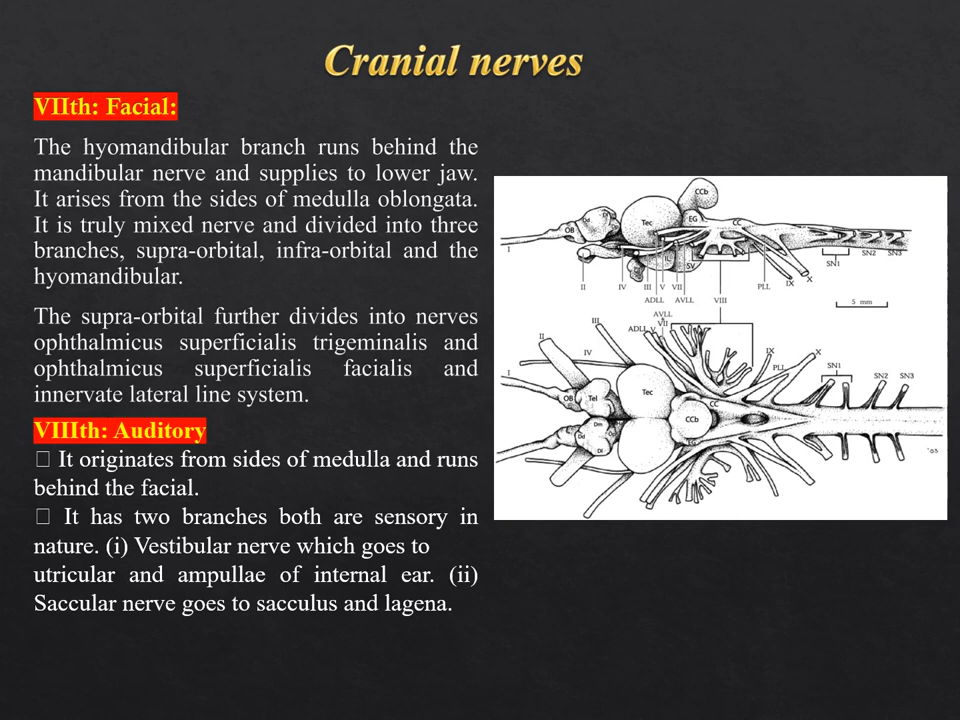 Cranial nerves
VIIth: Facial:
The hyomandibular branch runs behind the
mandibular nerve and supplies to lower jaw.
It arises from the sides of medulla oblongata.
It is truly mixed nerve and divided into three
branches, supra-orbital, infra-orbital and the
hyomandibular.
The supra-orbital further divides into nerves
ophthalmicus superficialis trigeminalis and
ophthalmicus superficialis facialis and
innervate lateral line system.
VIIIth: Auditory
□ It originates from sides of medulla and runs
behind the facial.
□ It has two branches both are sensory in
nature. (i) Vestibular nerve which goes to
utricular and ampullae of internal ear. (ii)
Saccular nerve goes to sacculus and lagena.
CCb
Dd Dl Tec EG CC
OB
I
IL SV
SN1 SN2 SN3
II IV III V VII PLL IX X
ADLL AVLL VIII
5 mm
AVLL
VII
III ADLL V
II
IV IX X
PLL SN1
I SN2 SN3
Tec
OB Tel CC
CCb
Dm
Dd
Dl
EG